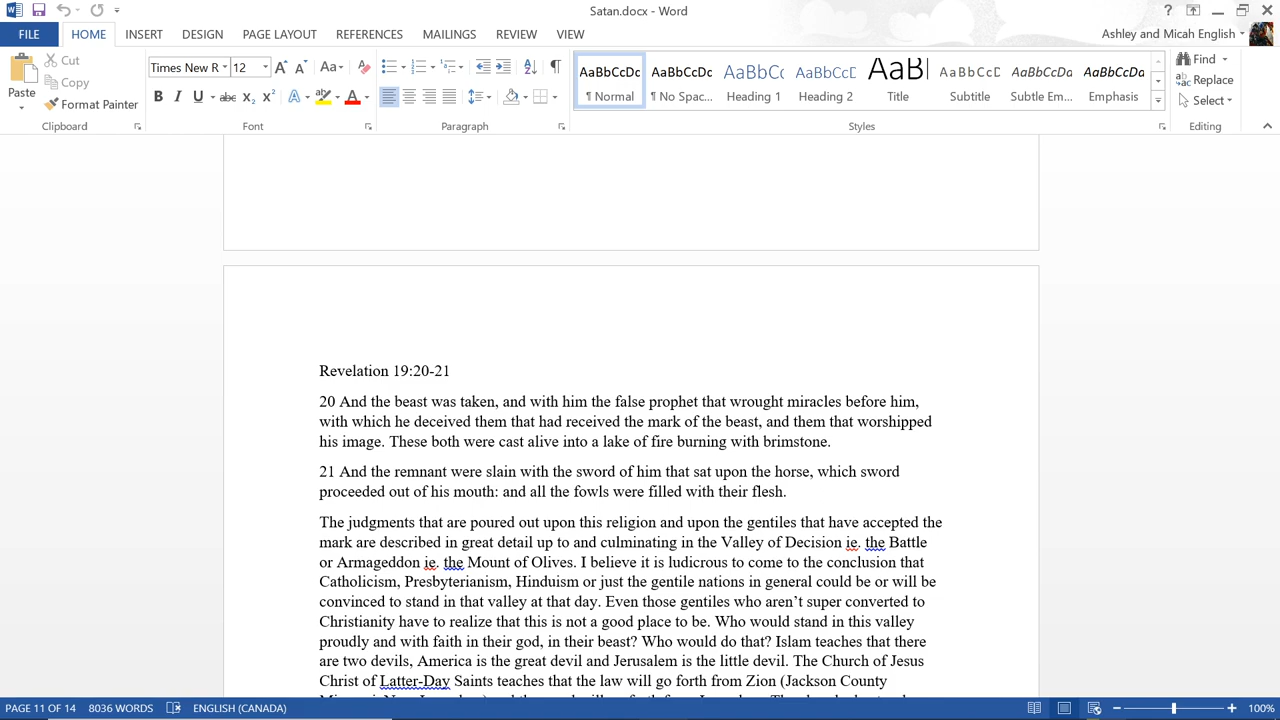 Satan.docx - Word
FILE HOME INSERT DESIGN PAGE LAYOUT REFERENCES MAILINGS REVIEW VIEW Ashley and Micah English
Paste Cut Copy Format Painter
Clipboard
Times New R 12
Font
Paragraph
AaBbCcDc AaBbCcDc AaBbCc AaBbCcD AaBb AaBbCcD AaBbCcDc AaBbCcDc
¶ Normal ¶ No Spac... Heading 1 Heading 2 Title Subtitle Subtle Em... Emphasis
Styles
Find
Replace
Select
Editing
Revelation 19:20-21
20 And the beast was taken, and with him the false prophet that wrought miracles before him,
with which he deceived them that had received the mark of the beast, and them that worshipped
his image. These both were cast alive into a lake of fire burning with brimstone.
21 And the remnant were slain with the sword of him that sat upon the horse, which sword
proceeded out of his mouth: and all the fowls were filled with their flesh.
The judgments that are poured out upon this religion and upon the gentiles that have accepted the
mark are described in great detail up to and culminating in the Valley of Decision ie. the Battle
or Armageddon ie. the Mount of Olives. I believe it is ludicrous to come to the conclusion that
Catholicism, Presbyterianism, Hinduism or just the gentile nations in general could be or will be
convinced to stand in that valley at that day. Even those gentiles who aren’t super converted to
Christianity have to realize that this is not a good place to be. Who would stand in this valley
proudly and with faith in their god, in their beast? Who would do that? Islam teaches that there
are two devils, America is the great devil and Jerusalem is the little devil. The Church of Jesus
Christ of Latter-Day Saints teaches that the law will go forth from Zion (Jackson County
PAGE 11 OF 14 8036 WORDS ENGLISH (CANADA) 100%